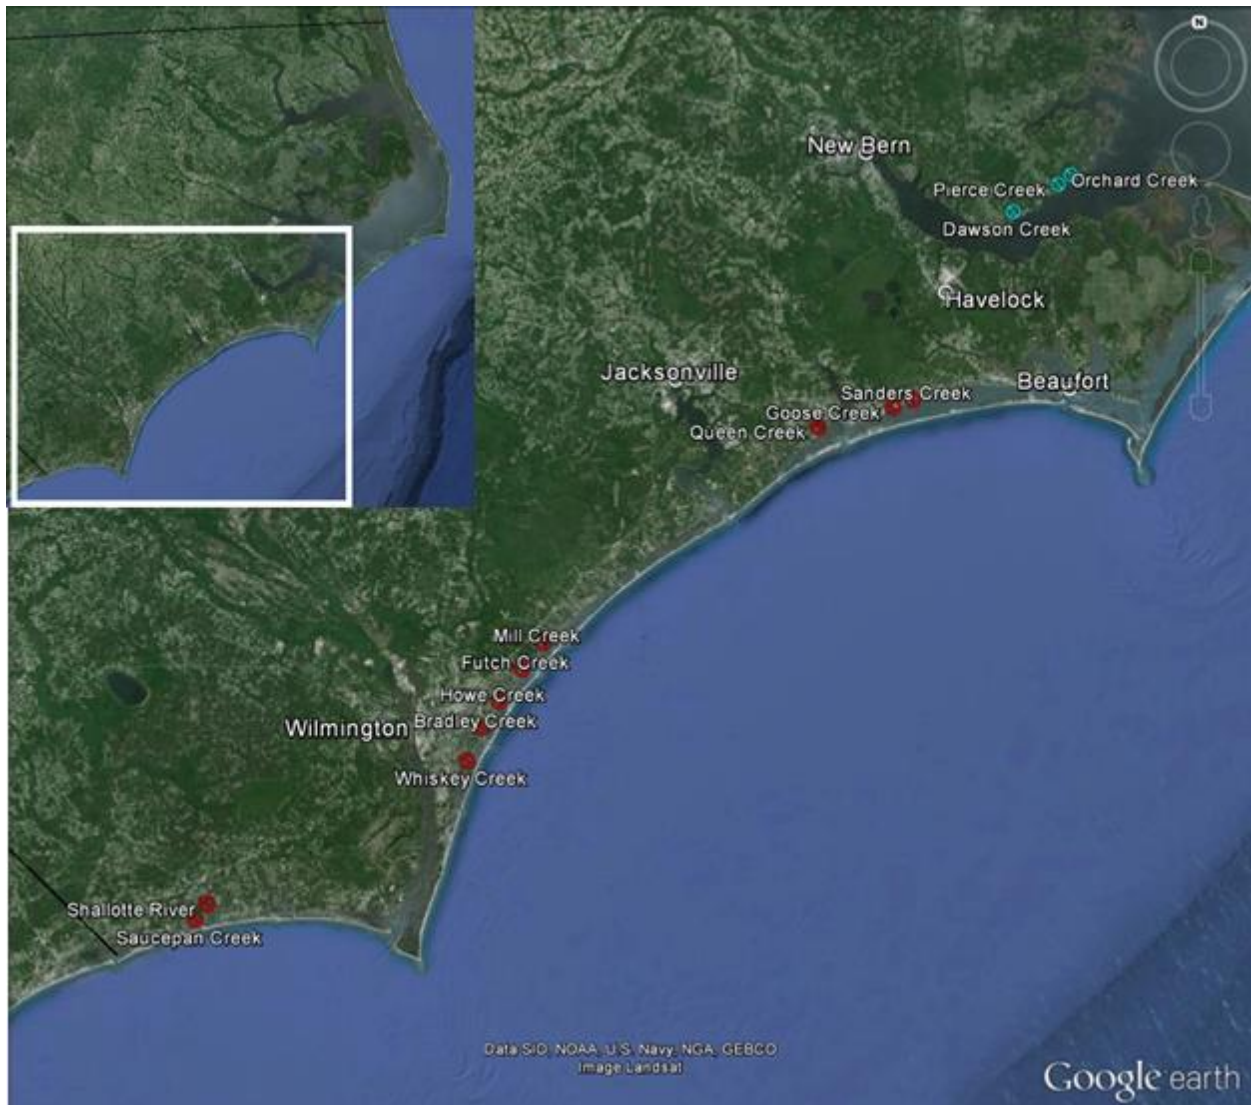 N
New Bern
Orchard Creek
Pierce Creek
Dawson Creek
Havelock
Jacksonville
Beaufort
Sanders Creek
Goose Creek
Queen Creek
Mill Creek
Futch Creek
Howe Creek
Bradley Creek
Wilmington
Whiskey Creek
Shallotte River
Saucepan Creek
Data SIO, NOAA, U.S. Navy, NGA, GEBCO
Image Landsat
Google earth